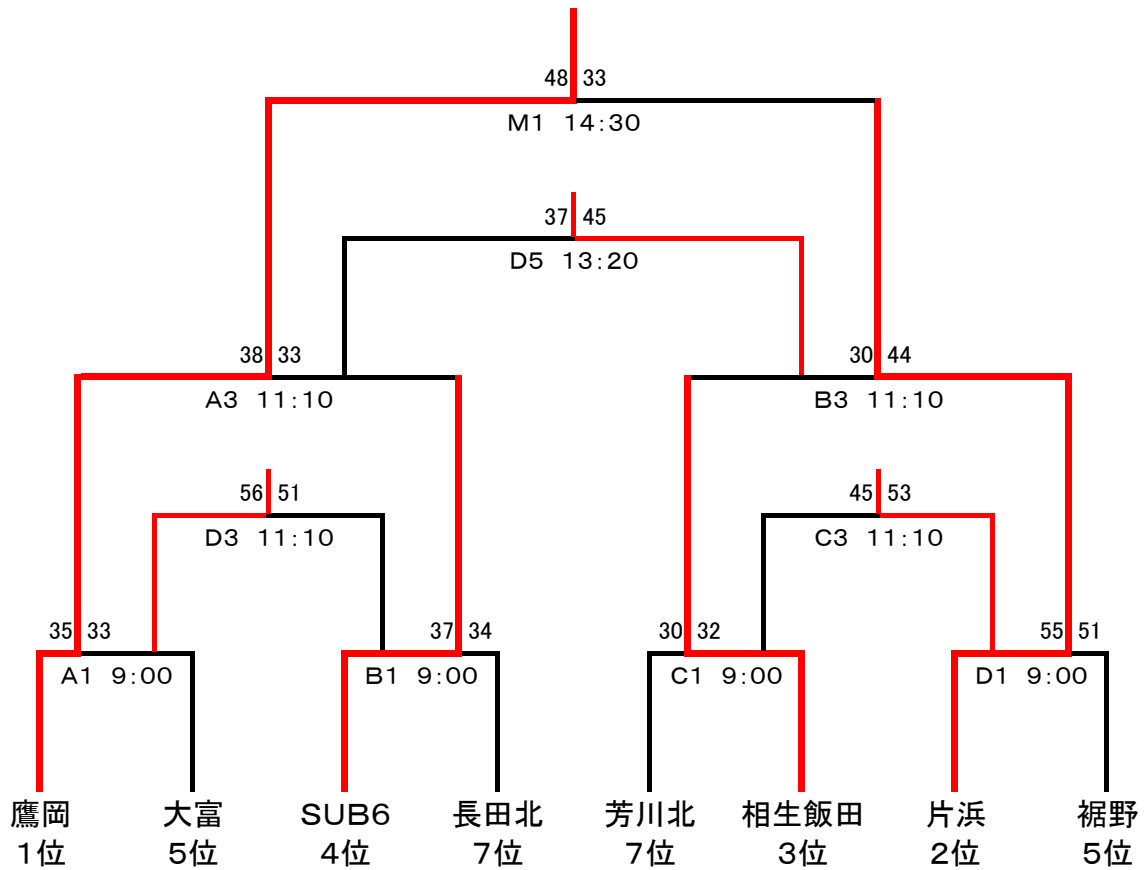 48 33
M1 14:30
37 45
D5 13:20
38 33 30 44
A3 11:10 B3 11:10
56 51 45 53
D3 11:10 C3 11:10
35 33 37 34 30 32 55 51
A1 9:00 B1 9:00 C1 9:00 D1 9:00
鷹岡 大富 SUB6 長田北 芳川北 相生飯田 片浜 裾野
1位 5位 4位 7位 7位 3位 2位 5位